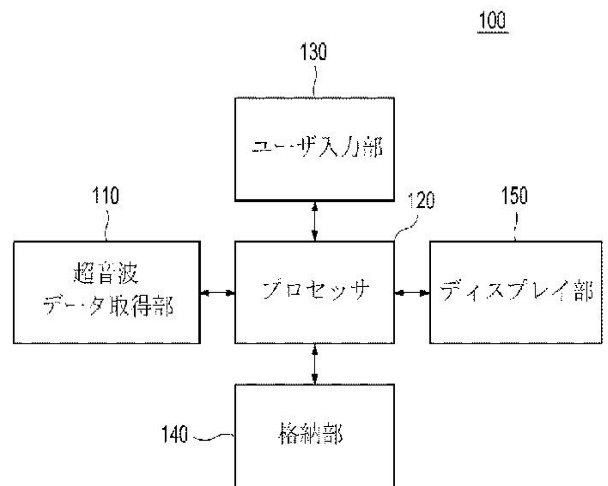 100
130
ユーザ入力部
110
120
150
超音波
データ取得部
プロセッサ
ディスプレイ部
140
格納部